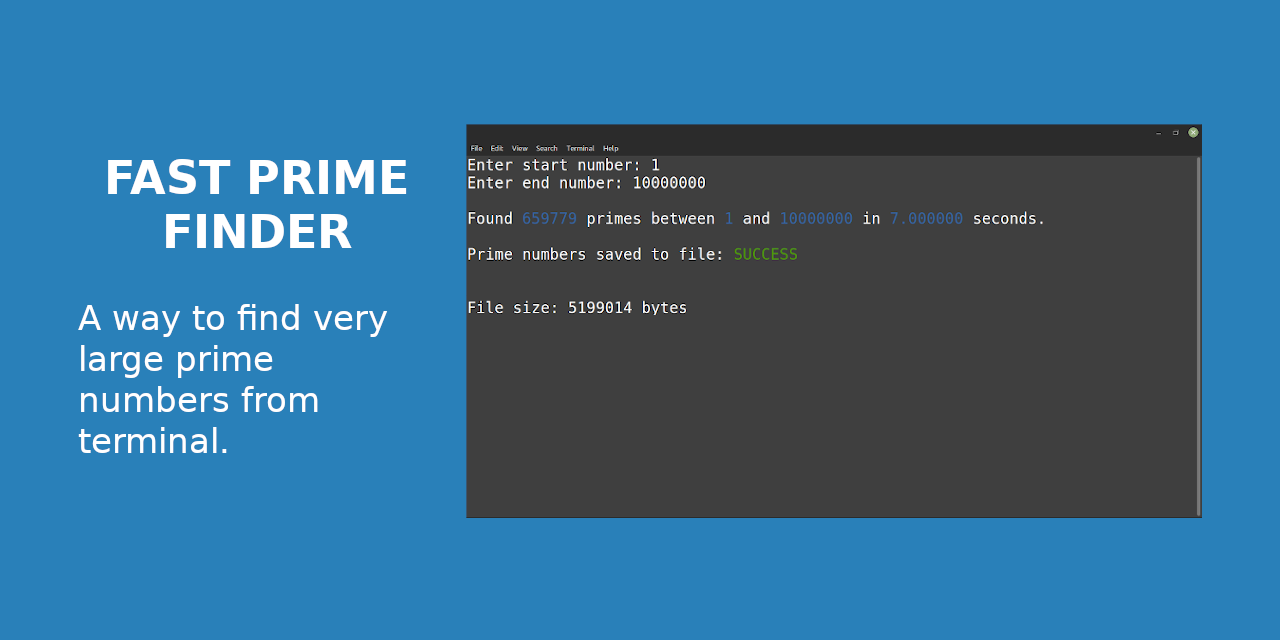 FAST PRIME
FINDER
A way to find very
large prime
numbers from
terminal.
File Edit View Search Terminal Help
Enter start number: 1
Enter end number: 10000000
Found 659779 primes between 1 and 10000000 in 7.000000 seconds.
Prime numbers saved to file: SUCCESS
File size: 5199014 bytes